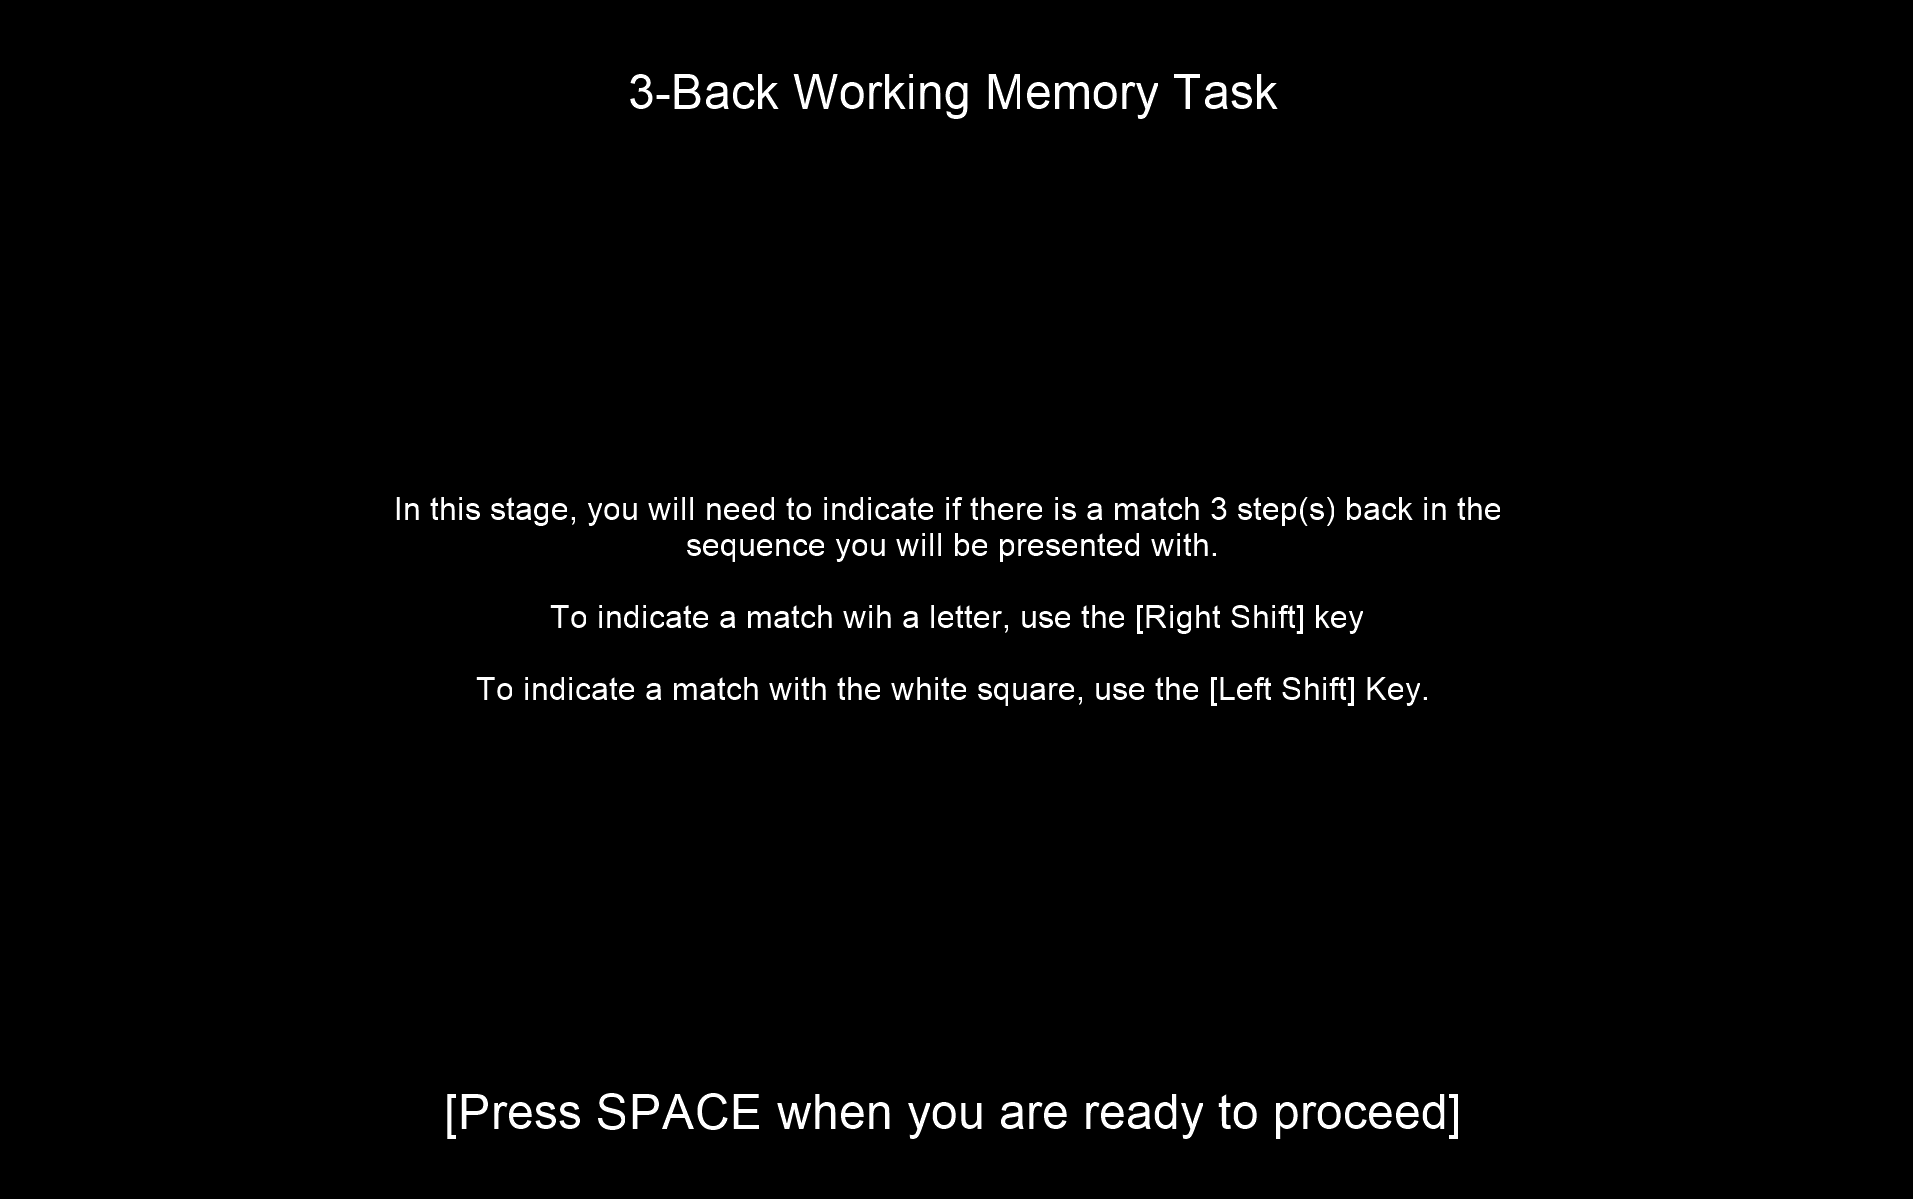 3-Back Working Memory Task
In this stage, you will need to indicate if there is a match 3 step(s) back in the
sequence you will be presented with.
To indicate a match wih a letter, use the [Right Shift] key
To indicate a match with the white square, use the [Left Shift] Key.
[Press SPACE when you are ready to proceed]